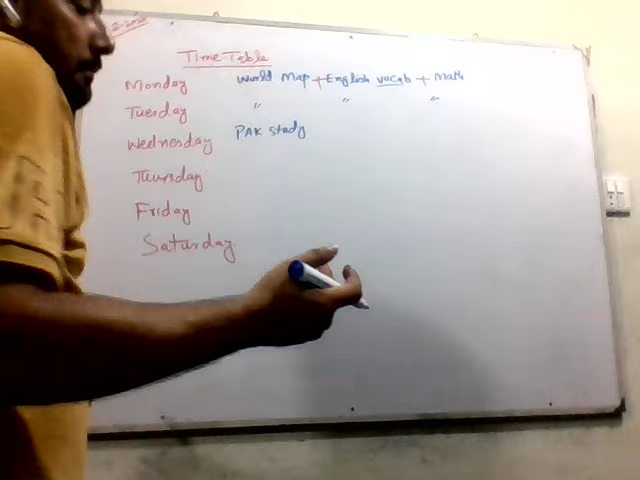 Time-Table
Monday World Map + English vocab + Math
Tuesday " " "
Wednesday PAK study
Thursday
Friday
Saturday.